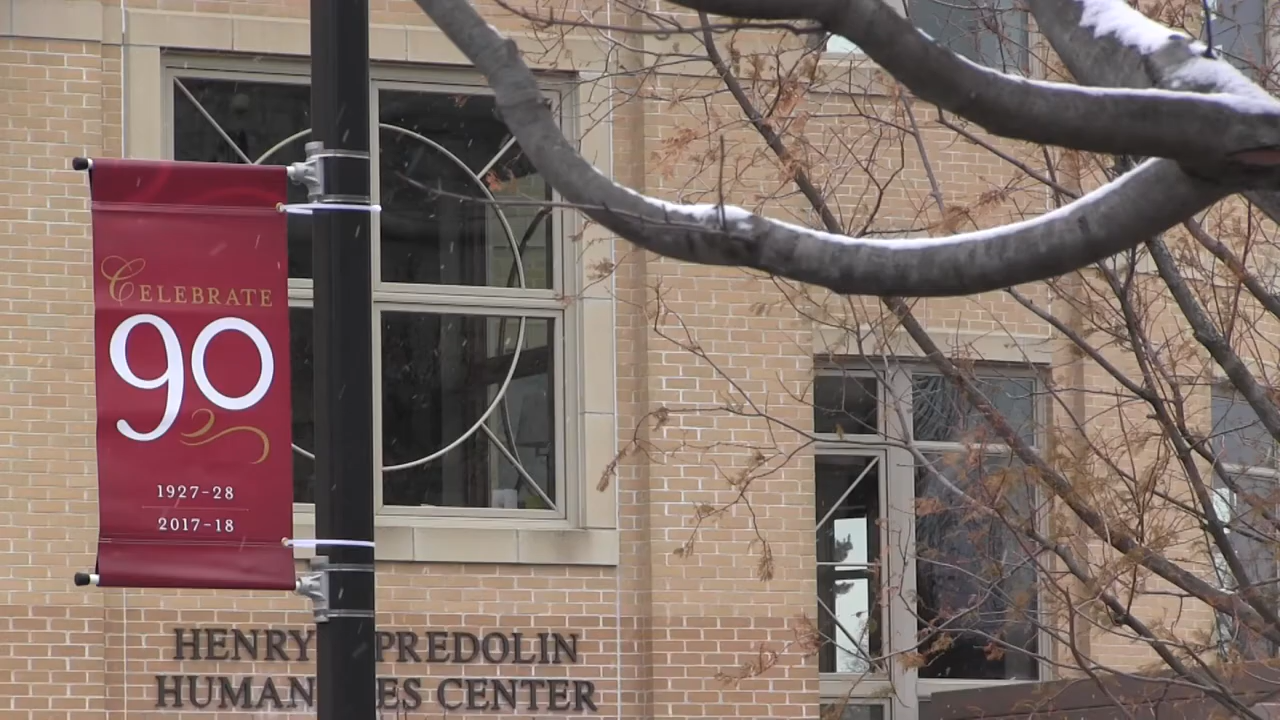 CELEBRATE
90
1927-28
2017-18
HENRY PREDOLIN
HUMAN ES CENTER